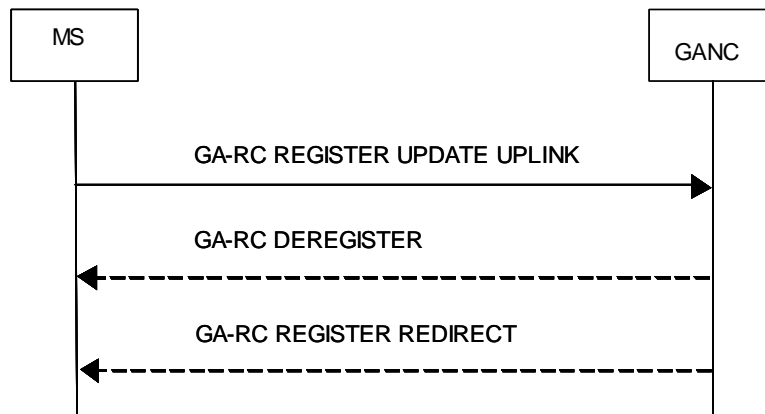 MS
GANC
GA-RC REGISTER UPDATE UPLINK
GA-RC DEREGISTER
GA-RC REGISTER REDIRECT